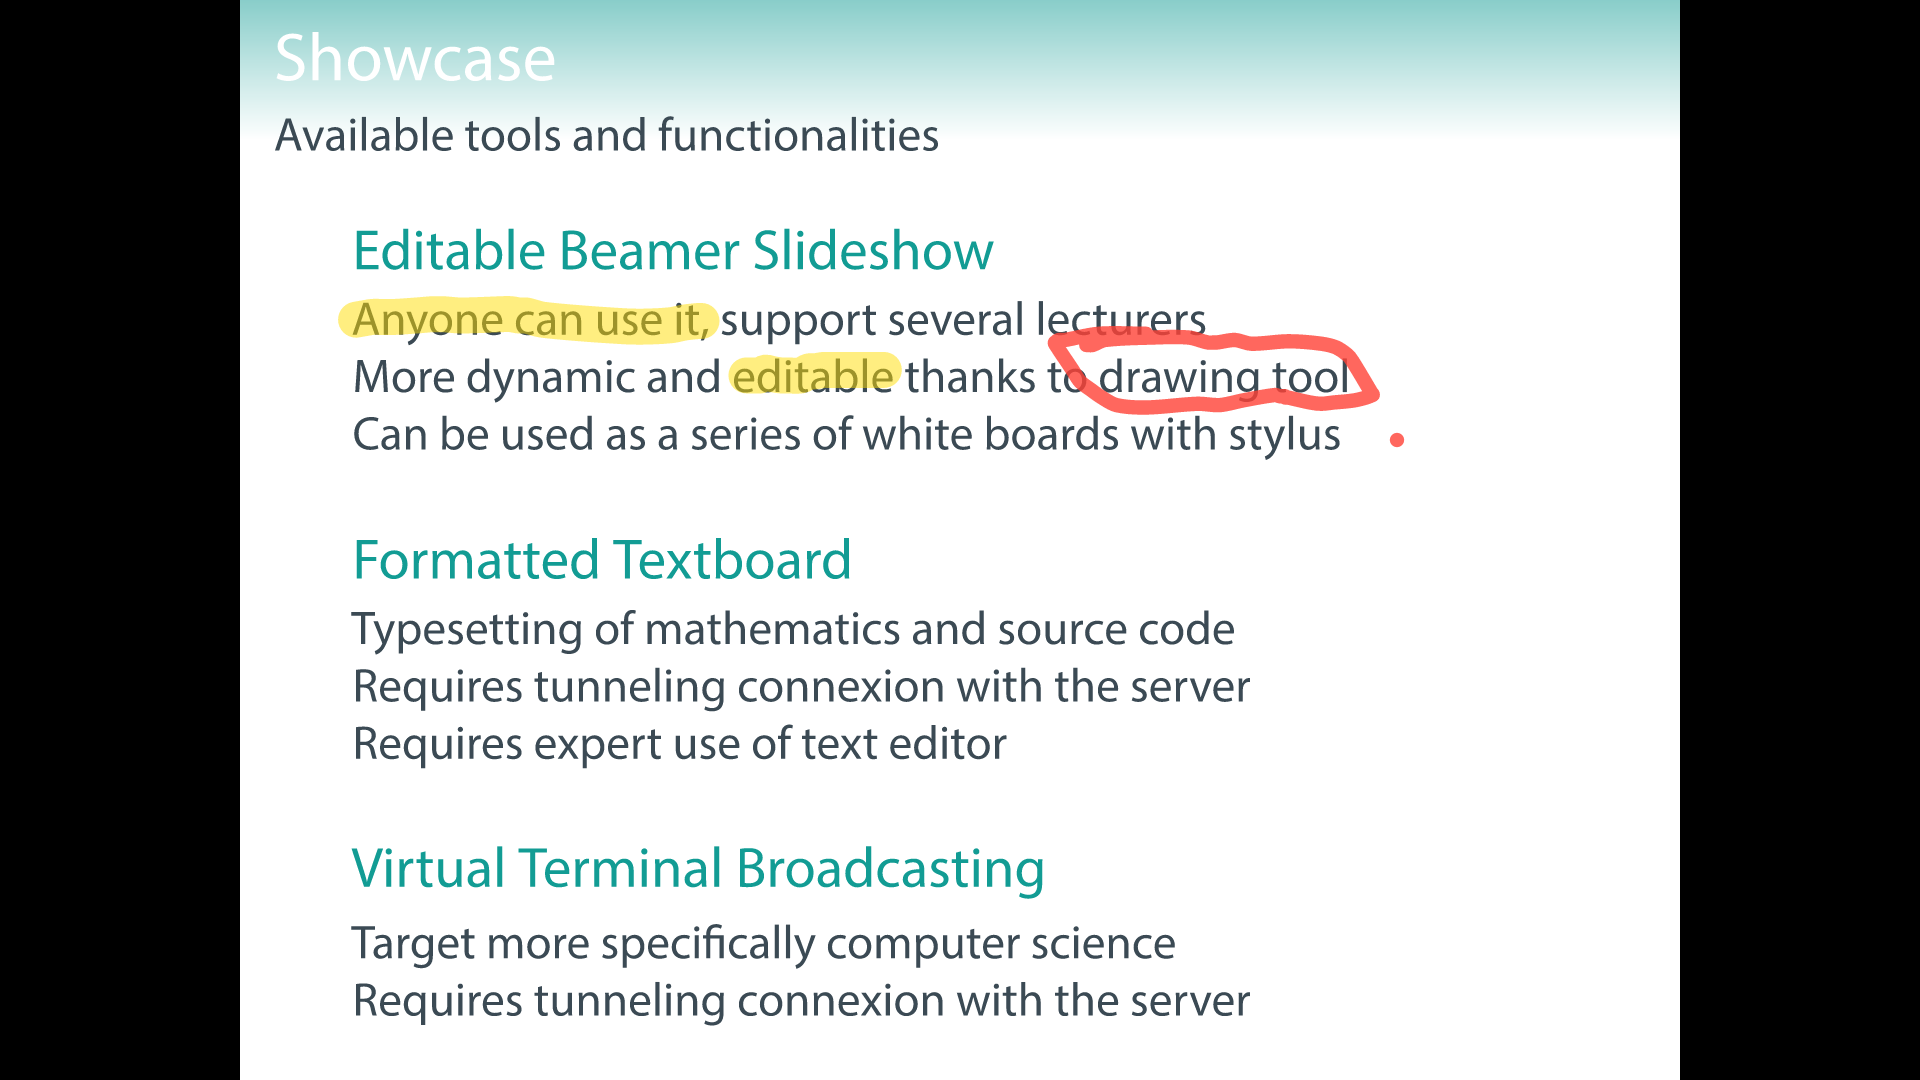 Showcase
Available tools and functionalities
Editable Beamer Slideshow
Anyone can use it, support several lecturers
More dynamic and editable thanks to drawing tool
Can be used as a series of white boards with stylus
Formatted Textboard
Typesetting of mathematics and source code
Requires tunneling connexion with the server
Requires expert use of text editor
Virtual Terminal Broadcasting
Target more specifically computer science
Requires tunneling connexion with the server